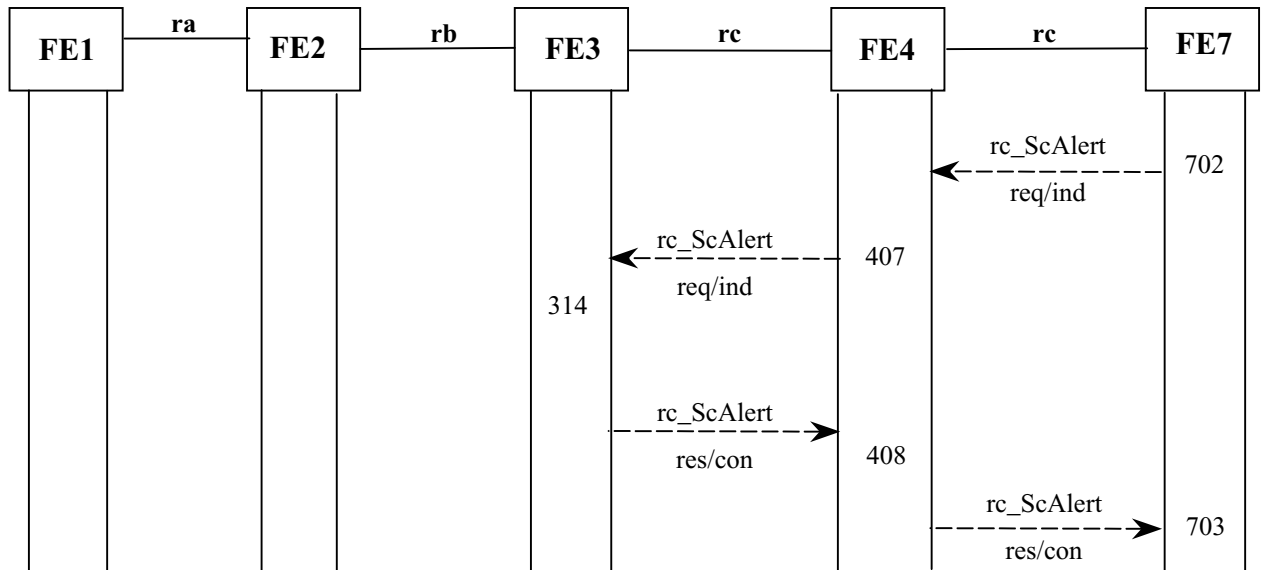 FE1 ra FE2 rb FE3 rc FE4 rc FE7
rc_ScAlert 702
req/ind
rc_ScAlert 407
req/ind
314
rc_ScAlert
res/con 408
rc_ScAlert 703
res/con